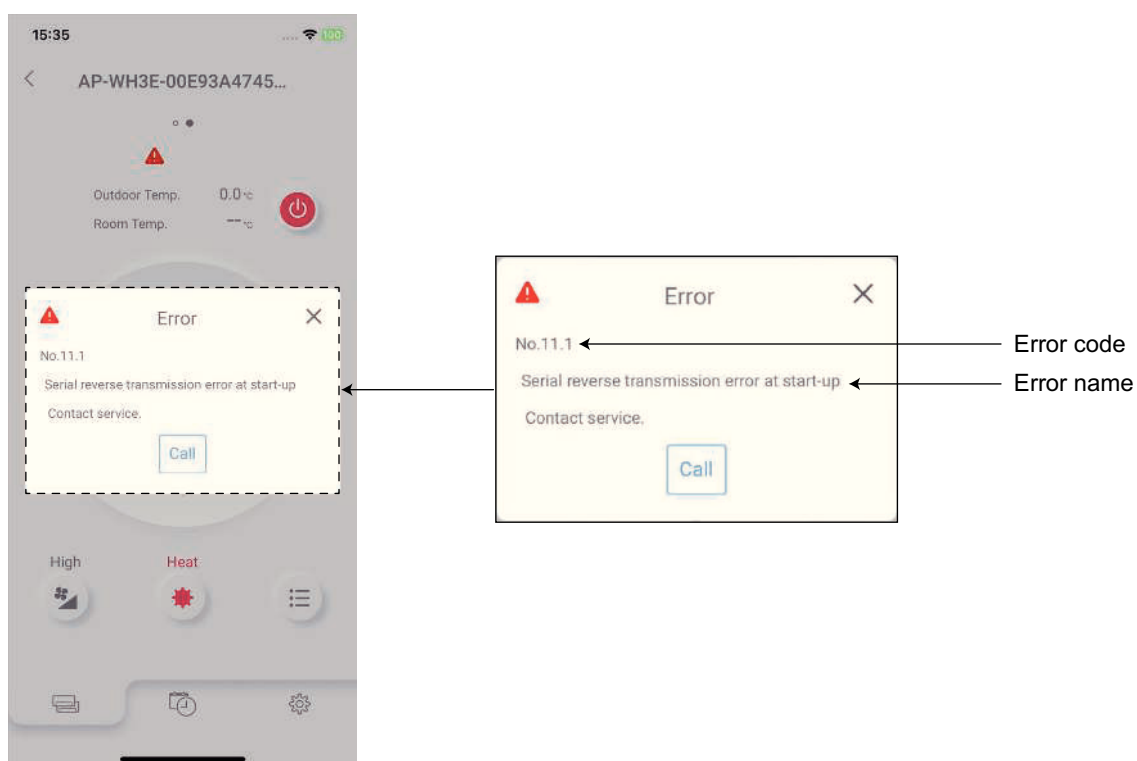 15:35
100
AP-WH3E-00E93A4745...
Outdoor Temp. 0.0 °C
Room Temp. -- °C
Error
No.11.1
Serial reverse transmission error at start-up
Contact service.
Call
High Heat
Error
No.11.1
Serial reverse transmission error at start-up
Contact service.
Call
Error code
Error name